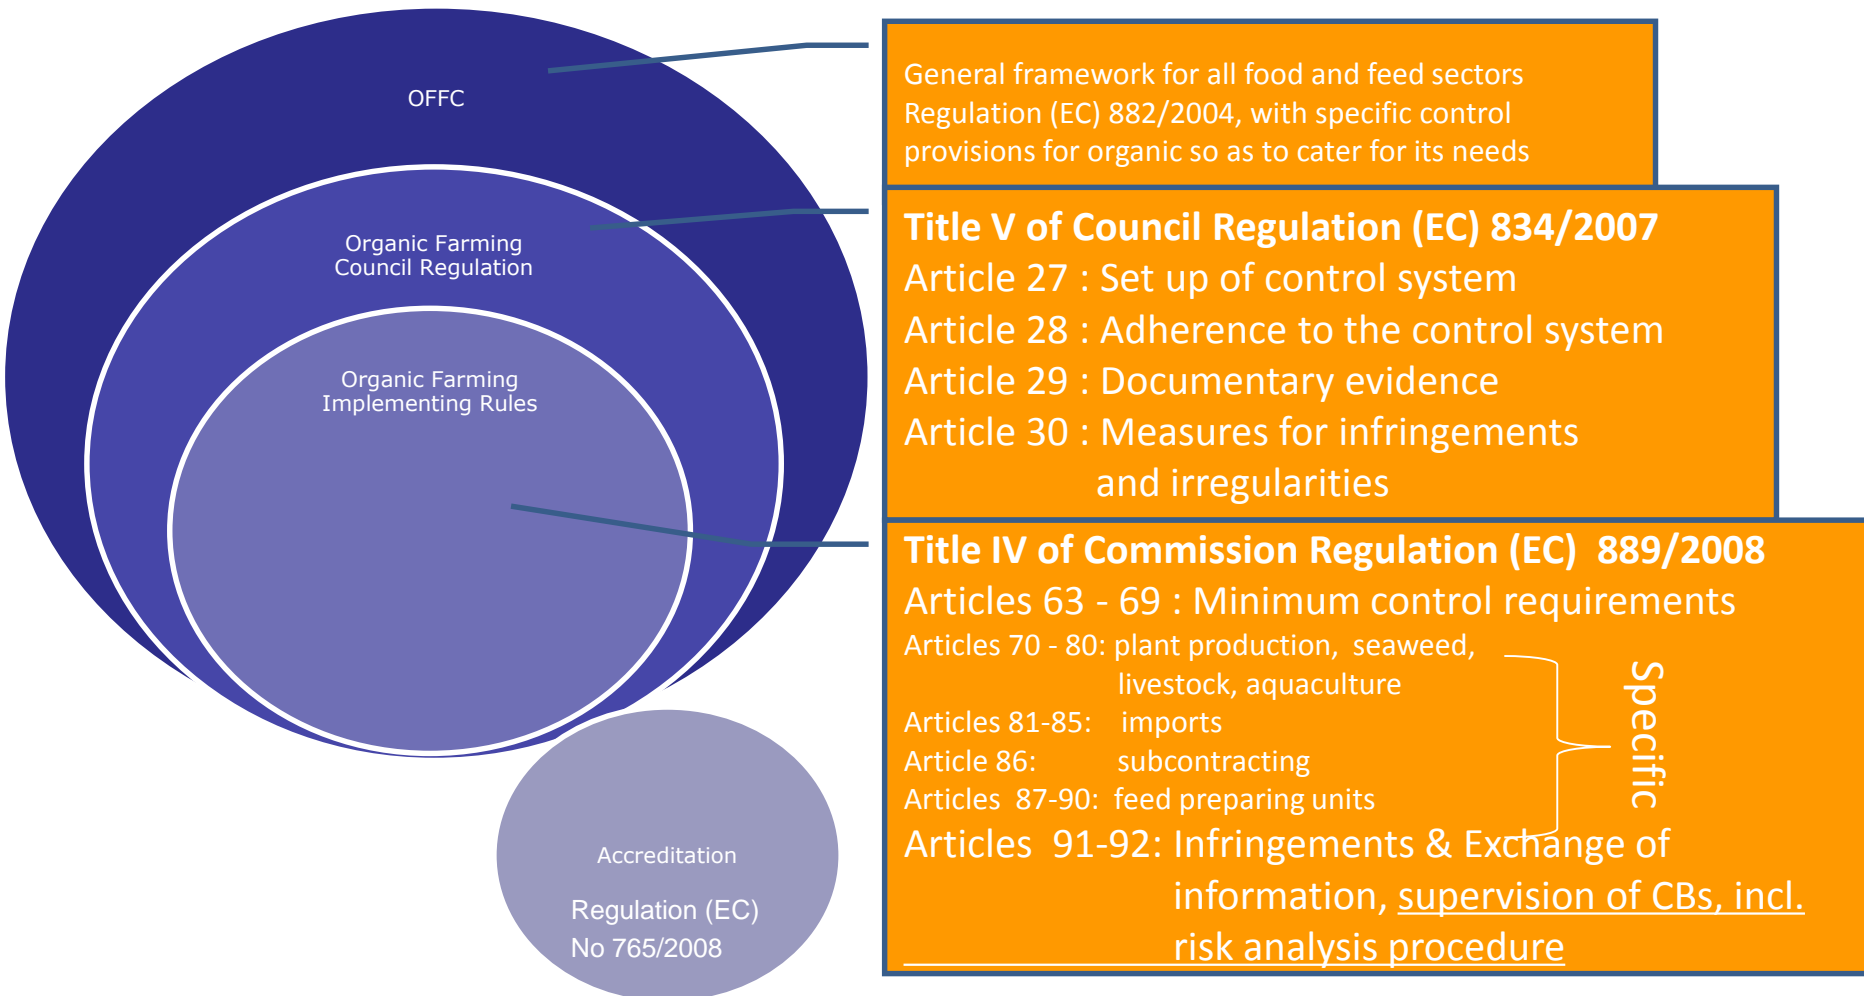 OFFC
Organic Farming
Council Regulation
Organic Farming
Implementing Rules
Accreditation
Regulation (EC)
No 765/2008
General framework for all food and feed sectors
Regulation (EC) 882/2004, with specific control
provisions for organic so as to cater for its needs
Title V of Council Regulation (EC) 834/2007
Article 27 : Set up of control system
Article 28 : Adherence to the control system
Article 29 : Documentary evidence
Article 30 : Measures for infringements
and irregularities
Title IV of Commission Regulation (EC) 889/2008
Articles 63 - 69 : Minimum control requirements
Articles 70 - 80: plant production, seaweed,
livestock, aquaculture
Articles 81-85: imports
Article 86: subcontracting
Articles 87-90: feed preparing units
Specific
Articles 91-92: Infringements & Exchange of
information, supervision of CBs, incl.
risk analysis procedure